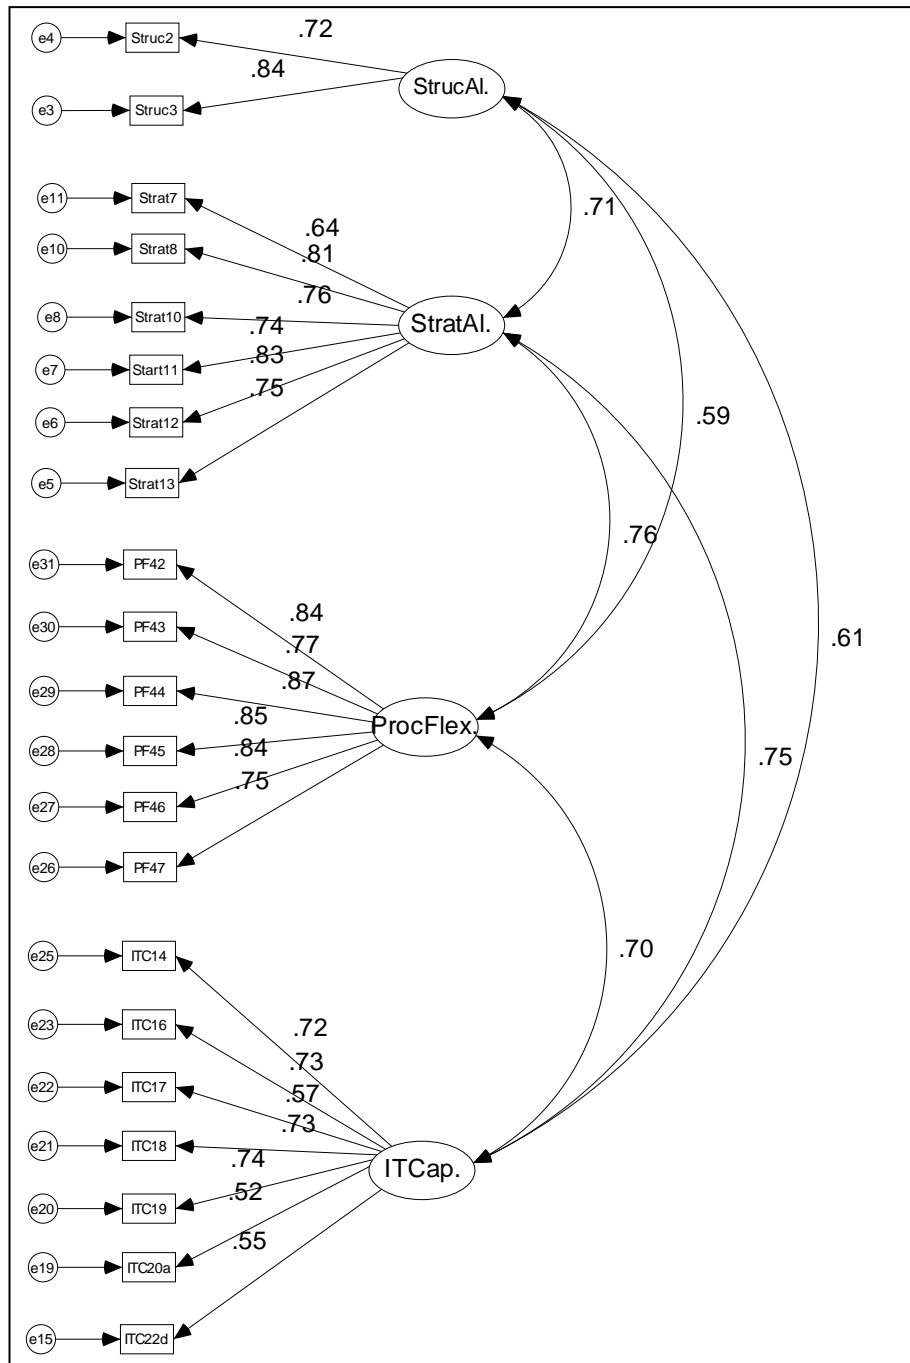 e4 Struc2 .72
.84 StrucAl.
e3 Struc3
e11 Strat7 .71
.64
e10 Strat8 .81
.76
e8 Strat10 .74 StratAl.
.83
e7 Start11
.75 .59
e6 Strat12
e5 Strat13
.76
e31 PF42
.84
e30 PF43 .77 .61
.87
e29 PF44
.85 ProcFlex.
e28 PF45 .84
.75 .75
e27 PF46
e26 PF47
.70
e25 ITC14
e23 ITC16 .72
.73
e22 ITC17 .57
.73
e21 ITC18
.74 ITCap.
.52
e20 ITC19
.55
e19 ITC20a
e15 ITC22d